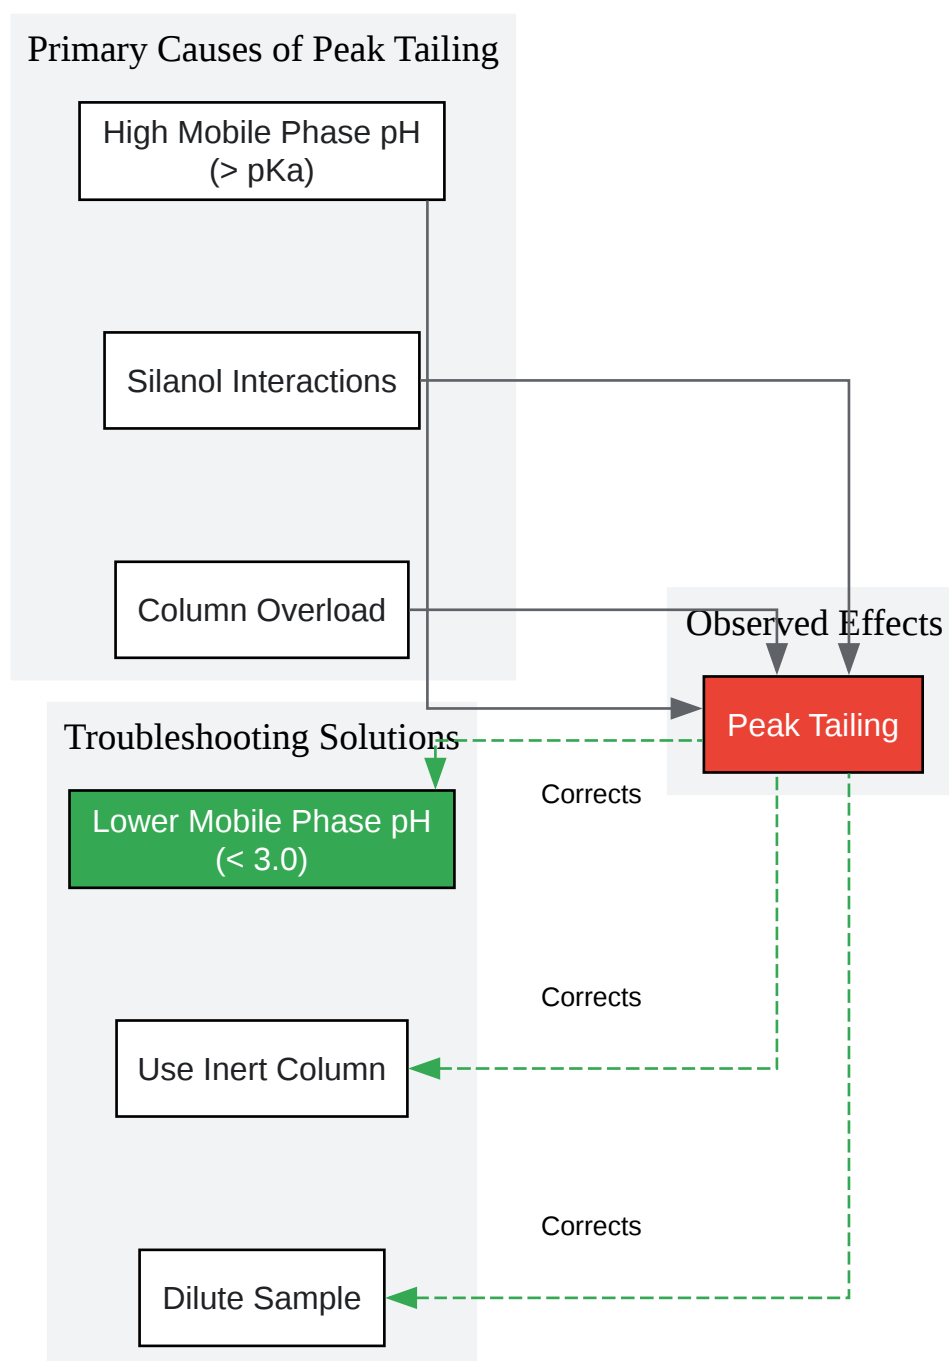 Primary Causes of Peak Tailing
High Mobile Phase pH
(> pKa)
Silanol Interactions
Column Overload
Observed Effects
Peak Tailing
Troubleshooting Solutions
Corrects
Lower Mobile Phase pH
(< 3.0)
Corrects
Use Inert Column
Corrects
Dilute Sample